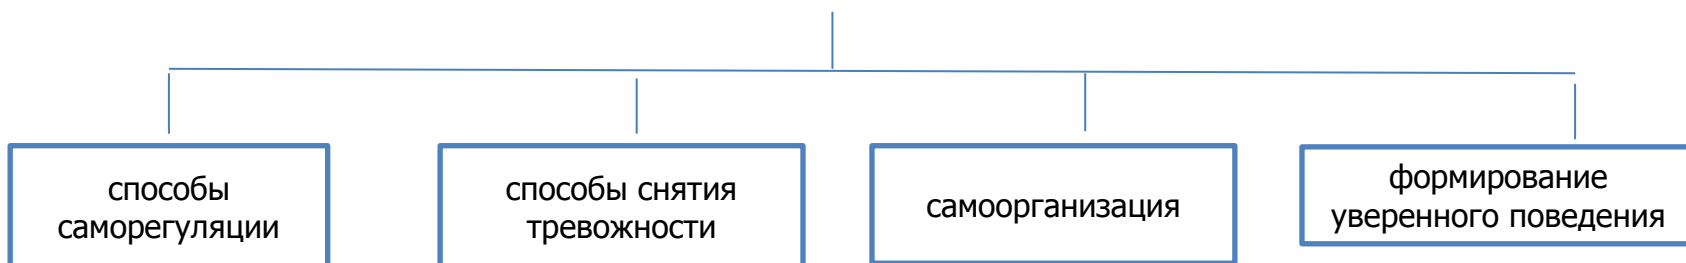 способы
саморегуляции
способы снятия
тревожности
самоорганизация
формирование
уверенного поведения